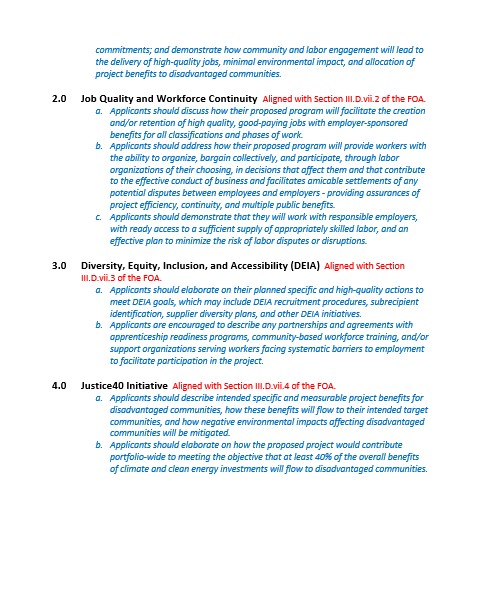 commitments; and demonstrate how community and labor engagement will lead to
the delivery of high-quality jobs, minimal environmental impact, and allocation of
project benefits to disadvantaged communities.
2.0 Job Quality and Workforce Continuity Aligned with Section III.D.vii.2 of the FOA.
a. Applicants should discuss how their proposed program will facilitate the creation
and/or retention of high quality, good-paying jobs with employer-sponsored
benefits for all classifications and phases of work.
b. Applicants should address how their proposed program will provide workers with
the ability to organize, bargain collectively, and participate, through labor
organizations of their choosing, in decisions that affect them and that contribute
to the effective conduct of business and facilitates amicable settlements of any
potential disputes between employees and employers - providing assurances of
project efficiency, continuity, and multiple public benefits.
c. Applicants should demonstrate that they will work with responsible employers,
with ready access to a sufficient supply of appropriately skilled labor, and an
effective plan to minimize the risk of labor disputes or disruptions.
3.0 Diversity, Equity, Inclusion, and Accessibility (DEIA) Aligned with Section
III.D.vii.3 of the FOA.
a. Applicants should elaborate on their planned specific and high-quality actions to
meet DEIA goals, which may include DEIA recruitment procedures, subrecipient
identification, supplier diversity plans, and other DEIA initiatives.
b. Applicants are encouraged to describe any partnerships and agreements with
apprenticeship readiness programs, community-based workforce training, and/or
support organizations serving workers facing systematic barriers to employment
to facilitate participation in the project.
4.0 Justice40 Initiative Aligned with Section III.D.vii.4 of the FOA.
a. Applicants should describe intended specific and measurable project benefits for
disadvantaged communities, how these benefits will flow to their intended target
communities, and how negative environmental impacts affecting disadvantaged
communities will be mitigated.
b. Applicants should elaborate on how the proposed project would contribute
portfolio-wide to meeting the objective that at least 40% of the overall benefits
of climate and clean energy investments will flow to disadvantaged communities.